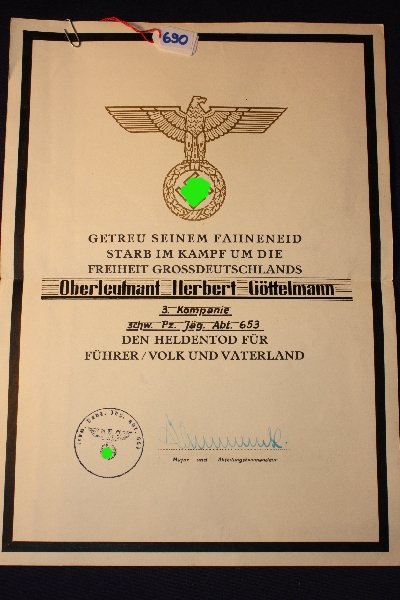 690
GETREU SEINEM FAHNENEID
STARB IM KAMPF UM DIE
FREIHEIT GROSSDEUTSCHLANDS
Oberleutnant Herbert Göttelmann
3. Kompanie
schw. Pz. Jäg. Abt. 653
DEN HELDENTOD FÜR
FÜHRER / VOLK UND VATERLAND
Major und Abteilungskommandeur